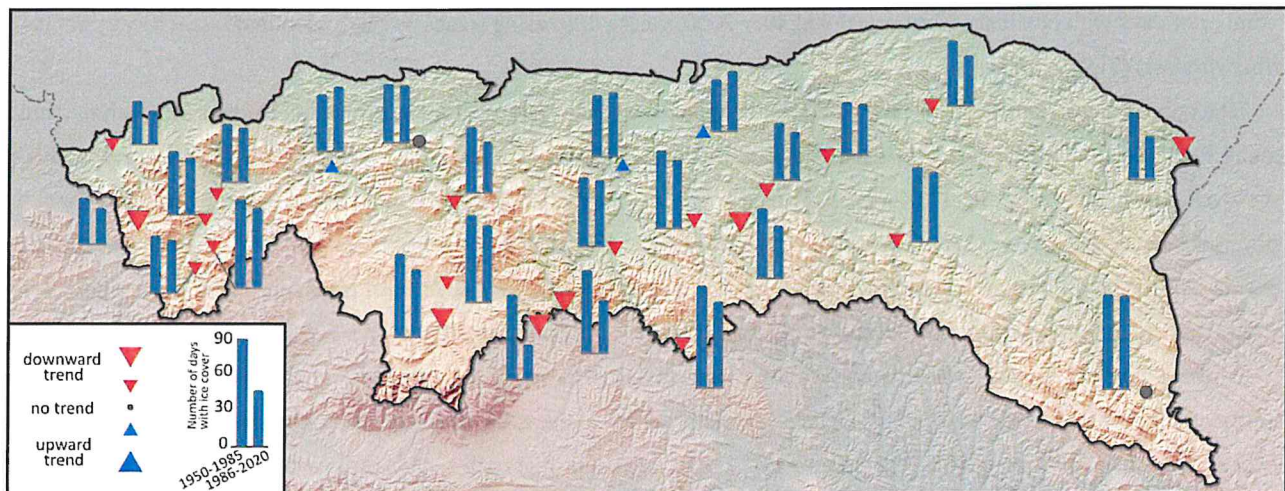 downward
trend
no trend
upward
trend
Number of days
with ice cover
90
60
30
0
1950-1985
1986-2020